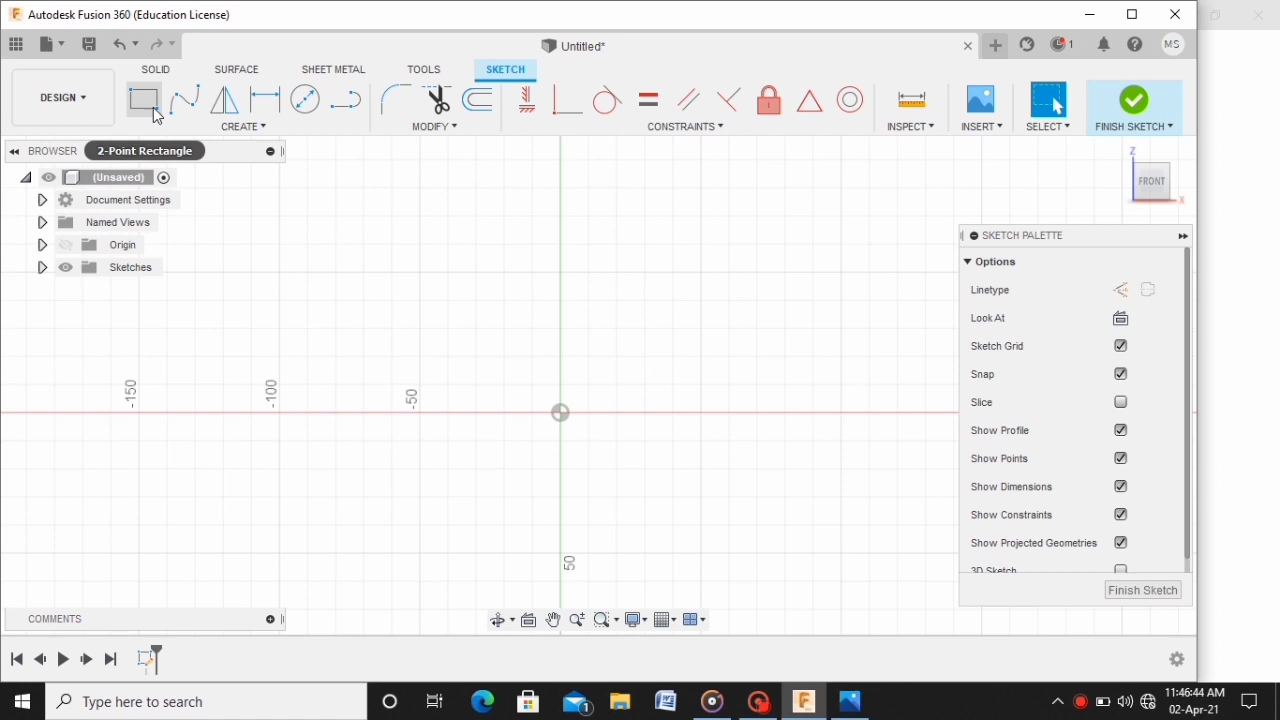 Autodesk Fusion 360 (Education License)
Untitled*
1
MS
DESIGN
SOLID
SURFACE
SHEET METAL
TOOLS
SKETCH
CREATE
MODIFY
CONSTRAINTS
INSPECT
INSERT
SELECT
FINISH SKETCH
BROWSER
2-Point Rectangle
(Unsaved)
Document Settings
Named Views
Origin
Sketches
Z
FRONT
X
SKETCH PALETTE
Options
Linetype
Look At
Sketch Grid
Snap
Slice
Show Profile
Show Points
Show Dimensions
Show Constraints
Show Projected Geometries
3D Sketch
Finish Sketch
-150
-100
-50
50
COMMENTS
Type here to search
1
11:46:44 AM
02-Apr-21